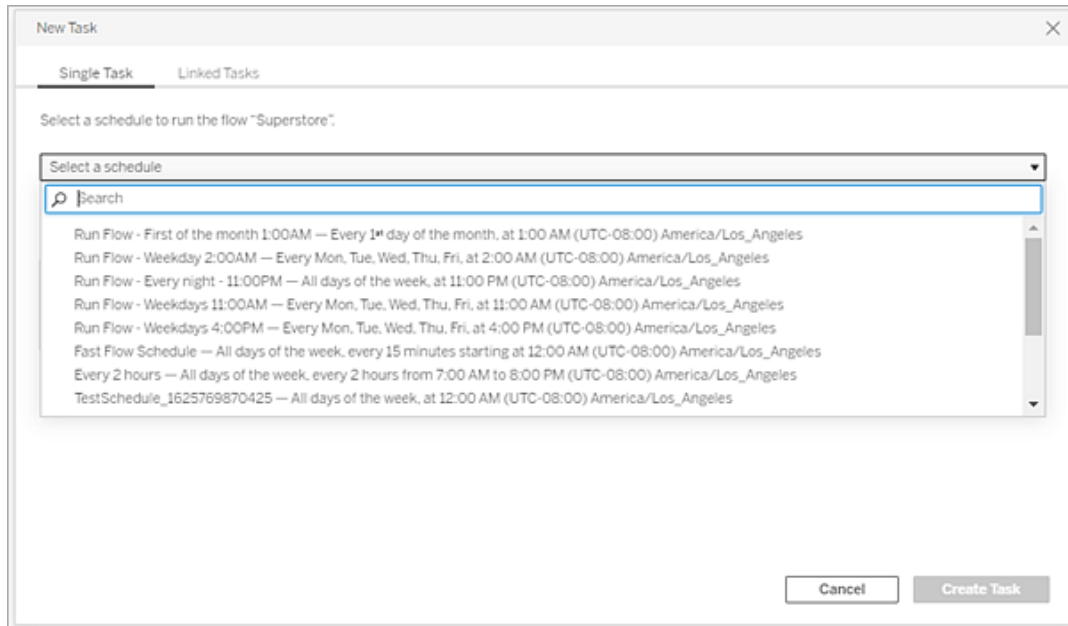 New Task
Single Task Linked Tasks
Select a schedule to run the flow "Superstore".
Select a schedule
Search
Run Flow - First of the month 1:00AM — Every 1st day of the month, at 1:00 AM (UTC-08:00) America/Los_Angeles
Run Flow - Weekday 2:00AM — Every Mon, Tue, Wed, Thu, Fri, at 2:00 AM (UTC-08:00) America/Los_Angeles
Run Flow - Every night - 11:00PM — All days of the week, at 11:00 PM (UTC-08:00) America/Los_Angeles
Run Flow - Weekdays 11:00AM — Every Mon, Tue, Wed, Thu, Fri, at 11:00 AM (UTC-08:00) America/Los_Angeles
Run Flow - Weekdays 4:00PM — Every Mon, Tue, Wed, Thu, Fri, at 4:00 PM (UTC-08:00) America/Los_Angeles
Fast Flow Schedule — All days of the week, every 15 minutes starting at 12:00 AM (UTC-08:00) America/Los_Angeles
Every 2 hours — All days of the week, every 2 hours from 7:00 AM to 8:00 PM (UTC-08:00) America/Los_Angeles
TestSchedule_1625769870425 — All days of the week, at 12:00 AM (UTC-08:00) America/Los_Angeles
Cancel Create Task